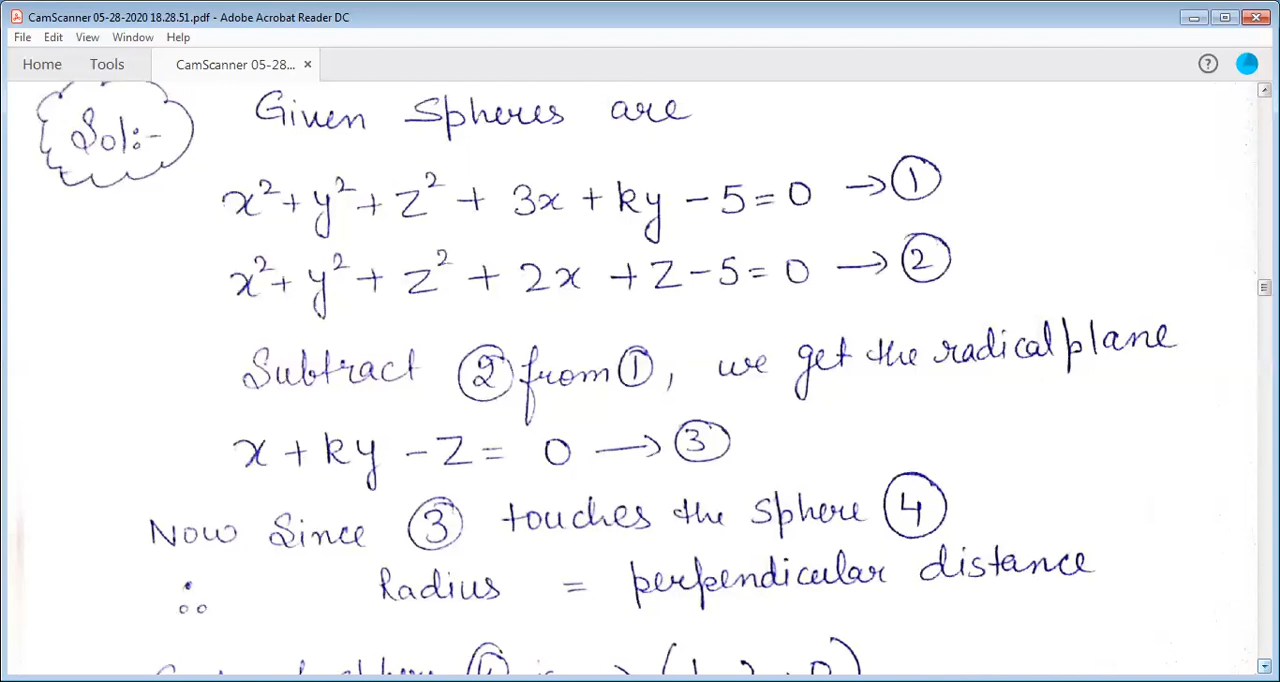 CamScanner 05-28-2020 18.28.51.pdf - Adobe Acrobat Reader DC
File Edit View Window Help
Home Tools CamScanner 05-28... ×
Sol:-
Given Spheres are
x²+y²+z²+3x+ky-5=0 →①
x²+y²+z²+2x+z-5=0 →②
Subtract ② from ①, we get the radical plane
x+ky-z=0 →③
Now Since ③ touches the sphere ④
∴ Radius = perpendicular distance